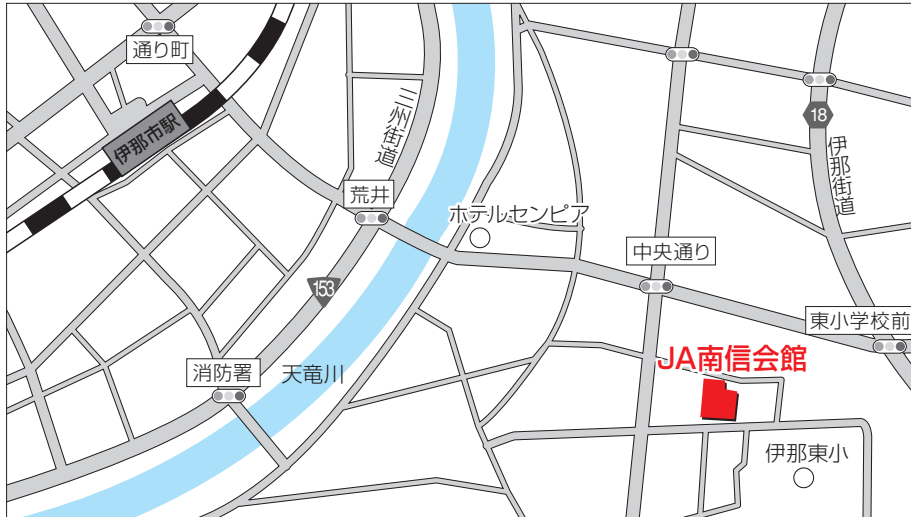 通り町
伊那市駅
三州街道
18
伊那街道
荒井
ホテルセンピア
中央通り
153
東小学校前
JA南信会館
消防署
天竜川
伊那東小